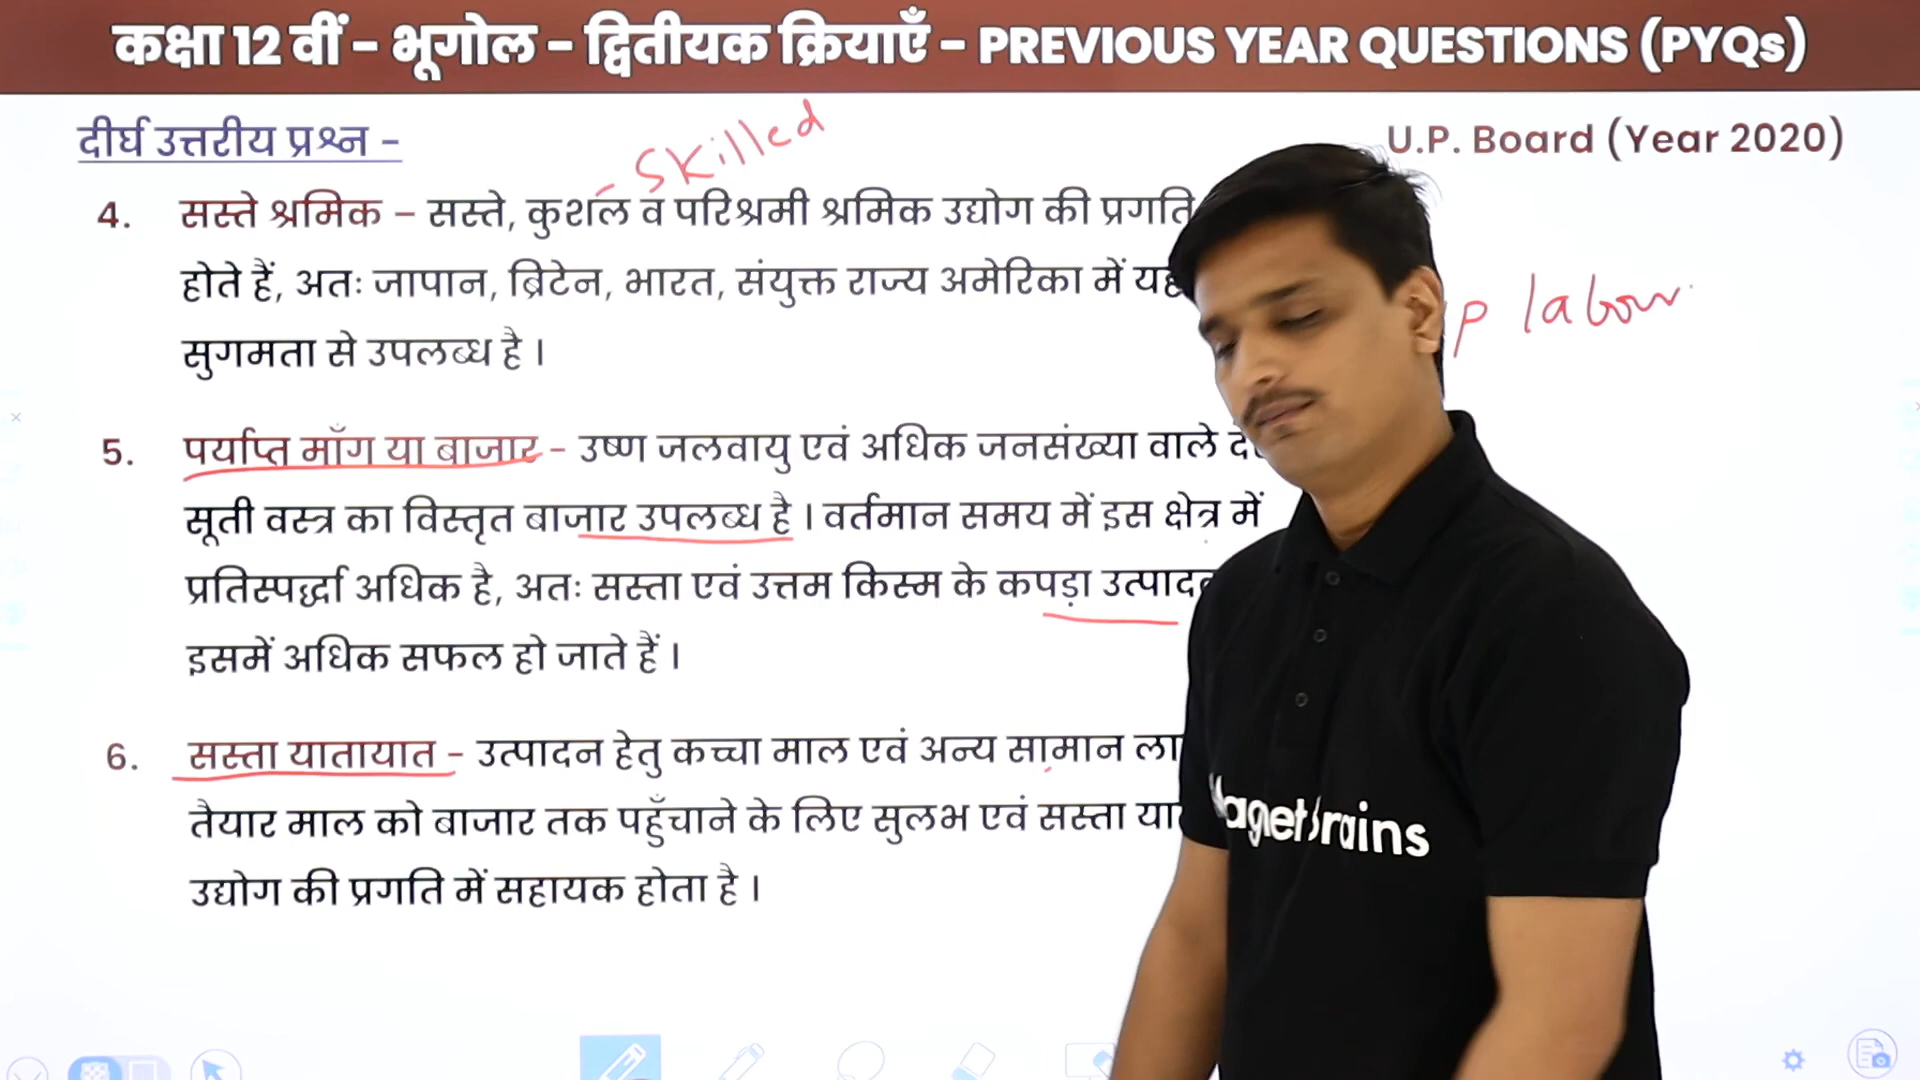 कक्षा 12 वीं – भूगोल – द्वितीयक क्रियाएँ – PREVIOUS YEAR QUESTIONS (PYQs)
दीर्घ उत्तरीय प्रश्न –
U.P. Board (Year 2020)
- Skilled
4. सस्ते श्रमिक – सस्ते, कुशल व परिश्रमी श्रमिक उद्योग की प्रगति
होते हैं, अतः जापान, ब्रिटेन, भारत, संयुक्त राज्य अमेरिका में
p labour
सुगमता से उपलब्ध है ।
5. पर्याप्त माँग या बाजार – उष्ण जलवायु एवं अधिक जनसंख्या वाले
सूती वस्त्र का विस्तृत बाजार उपलब्ध है । वर्तमान समय में इस क्षेत्र में
प्रतिस्पर्द्धा अधिक है, अतः सस्ता एवं उत्तम किस्म के कपड़ा
इसमें अधिक सफल हो जाते हैं ।
6. सस्ता यातायात – उत्पादन हेतु कच्चा माल एवं अन्य सामान
तैयार माल को बाजार तक पहुँचाने के लिए सुलभ एवं सस्ता
उद्योग की प्रगति में सहायक होता है ।
Magnet Brains